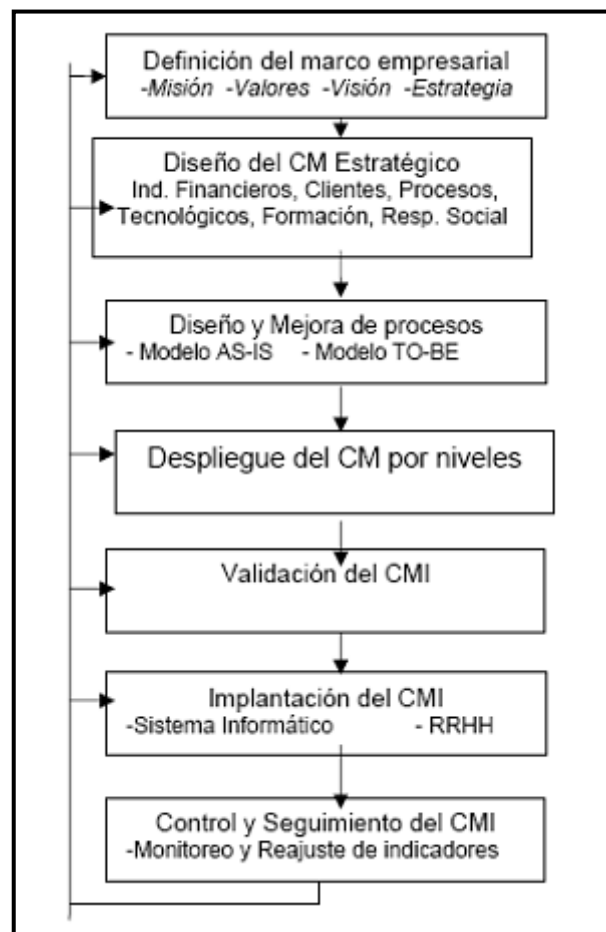 Definición del marco empresarial
-Misión -Valores -Visión -Estrategia
Diseño del CM Estratégico
Ind. Financieros, Clientes, Procesos,
Tecnológicos, Formación, Resp. Social
Diseño y Mejora de procesos
- Modelo AS-IS - Modelo TO-BE
Despliegue del CM por niveles
Validación del CMI
Implantación del CMI
-Sistema Informático - RRHH
Control y Seguimiento del CMI
-Monitoreo y Reajuste de indicadores